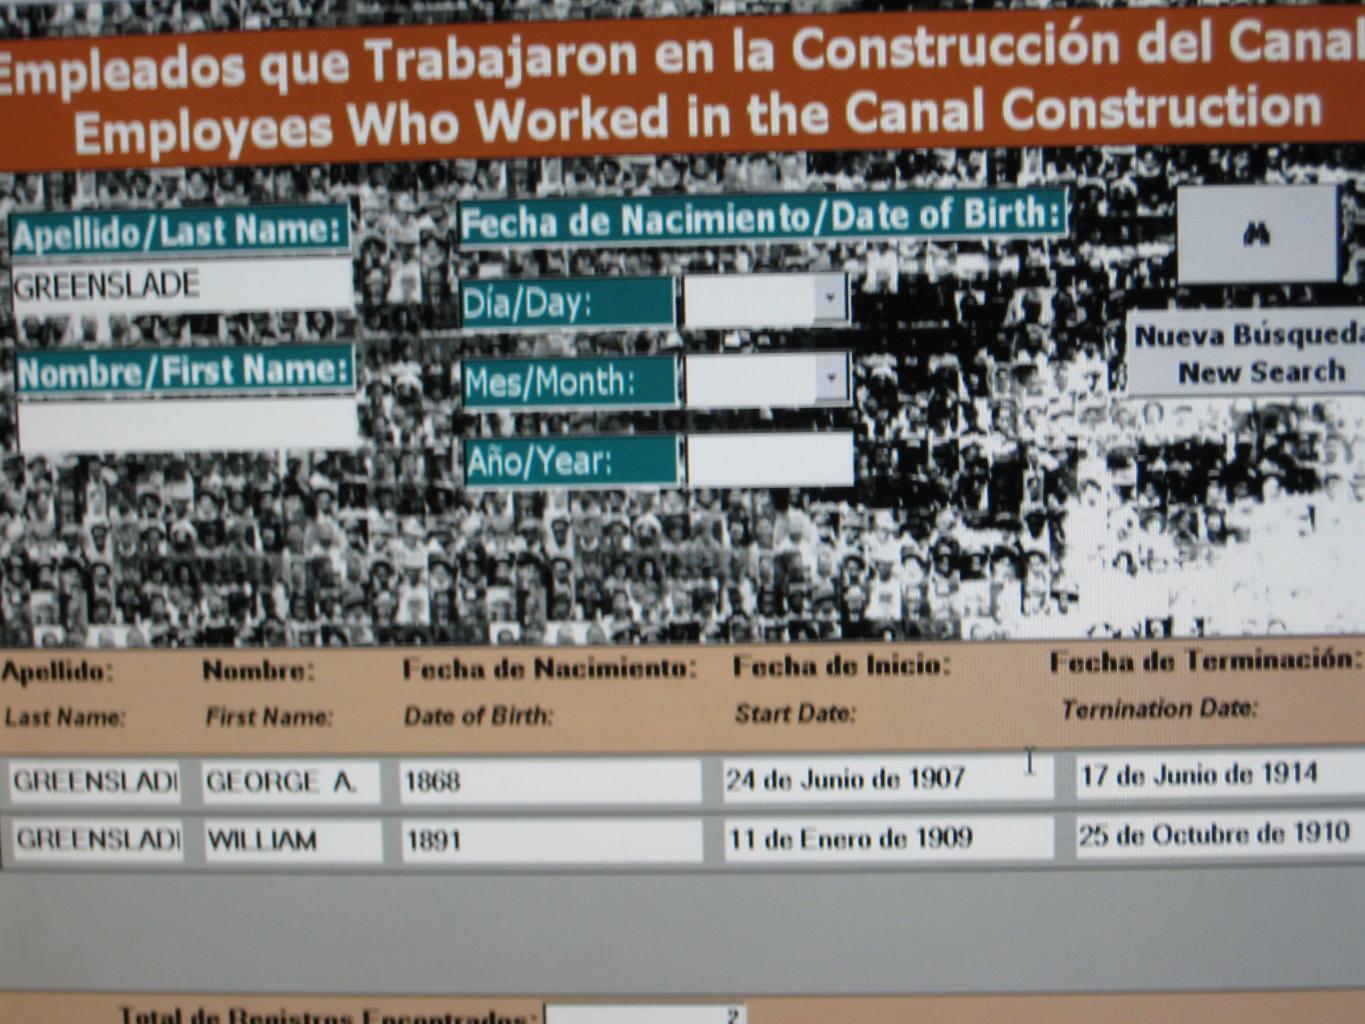 Empleados que Trabajaron en la Construcción del Canal
Employees Who Worked in the Canal Construction
Apellido/Last Name:
GREENSLADE
Nombre/First Name:
Fecha de Nacimiento/Date of Birth:
Día/Day:
Mes/Month:
Año/Year:
Nueva Búsqueda
New Search
Apellido: Nombre: Fecha de Nacimiento: Fecha de Inicio: Fecha de Terminación:
Last Name: First Name: Date of Birth: Start Date: Ternination Date:
GREENSLADI GEORGE A. 1868 24 de Junio de 1907 17 de Junio de 1914
GREENSLADI WILLIAM 1891 11 de Enero de 1909 25 de Octubre de 1910
Total de Registros Encontrados: 2